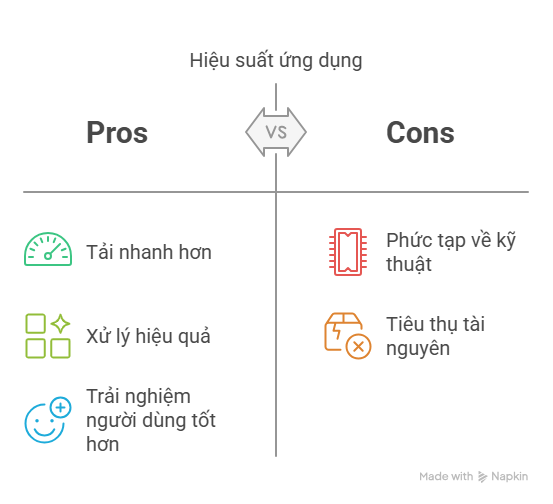 Hiệu suất ứng dụng
Pros
VS
Cons
Tải nhanh hơn
Xử lý hiệu quả
Trải nghiệm
người dùng tốt
hơn
Phức tạp về kỹ
thuật
Tiêu thụ tài
nguyên
Made with Napkin